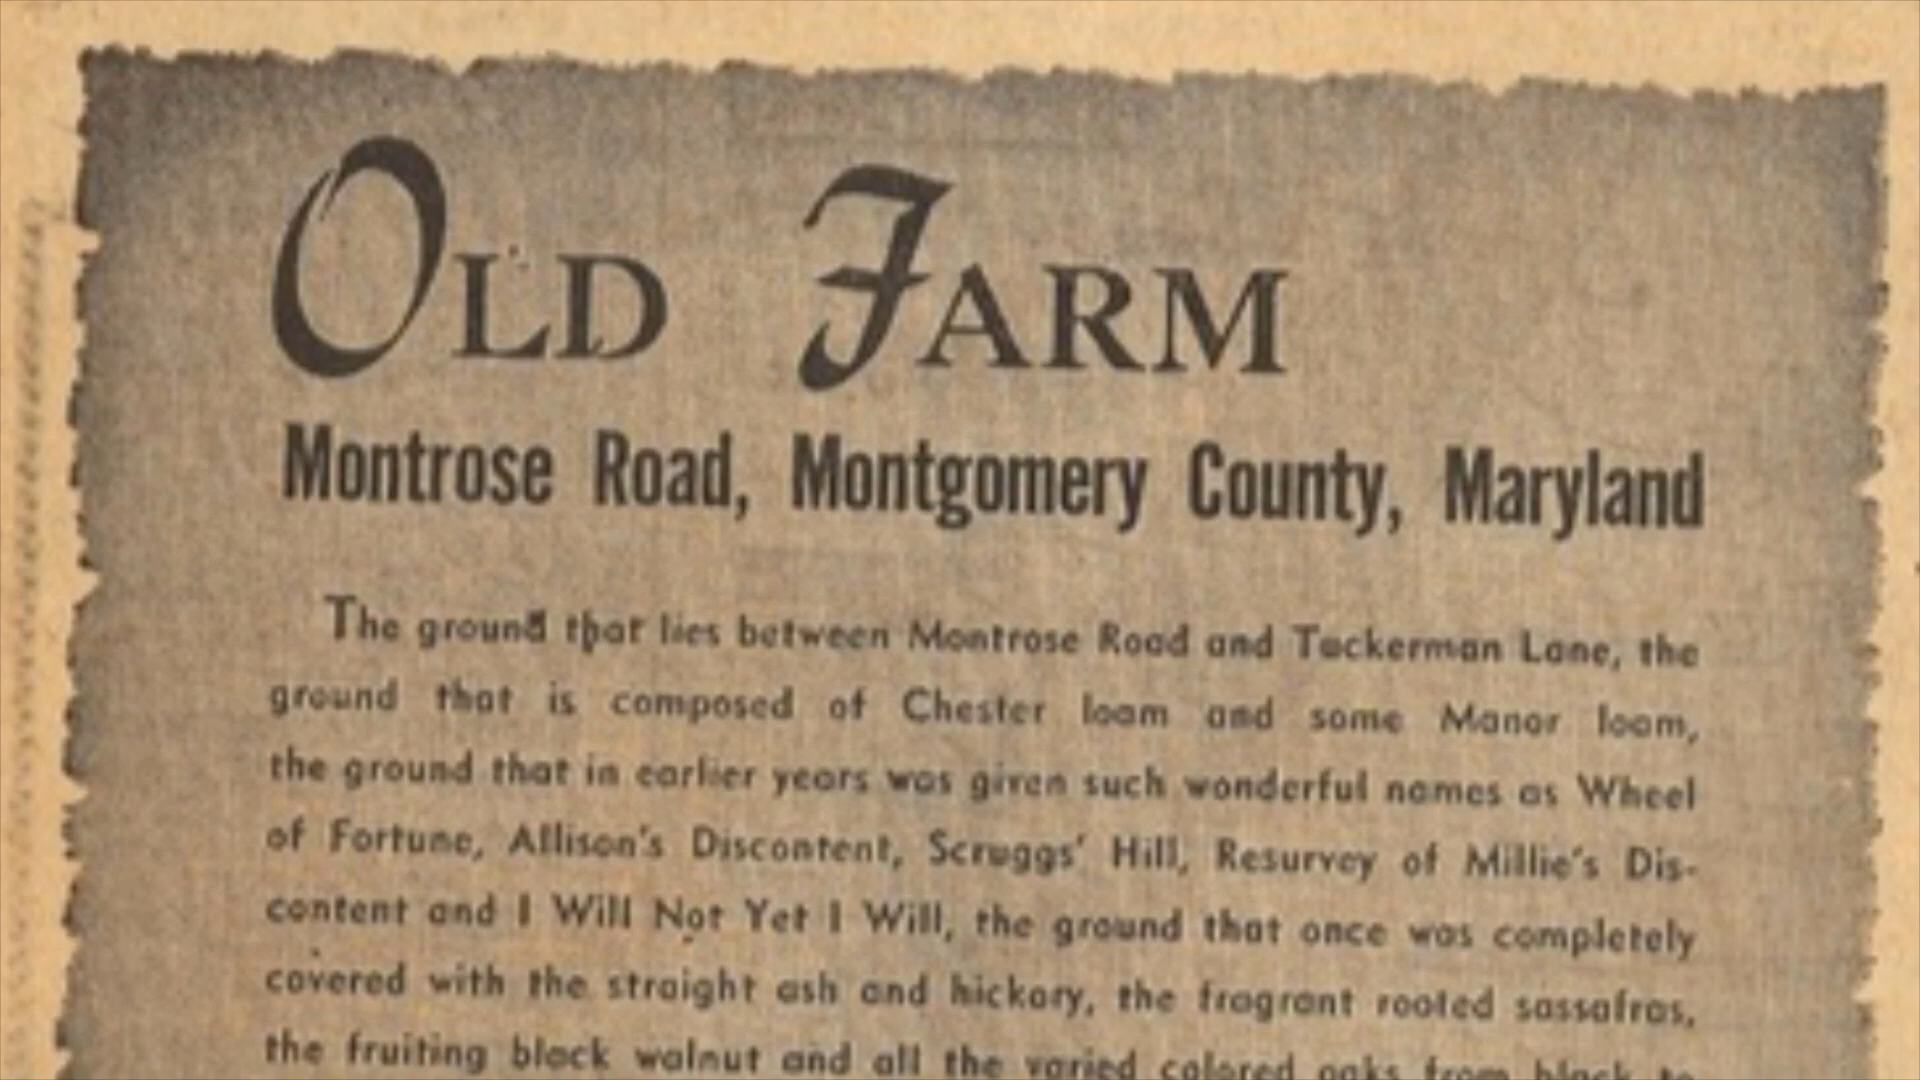 OLD FARM
Montrose Road, Montgomery County, Maryland
The ground that lies between Montrose Road and Tuckerman Lane, the
ground that is composed of Chester loam and some Manor loam,
the ground that in earlier years was given such wonderful names as Wheel
of Fortune, Allison's Discontent, Scruggs' Hill, Resurvey of Millie's Dis-
content and I Will Not Yet I Will, the ground that once was completely
covered with the straight ash and hickory, the fragrant rooted sassafras,
the fruiting black walnut and all the varied colored oaks from black to